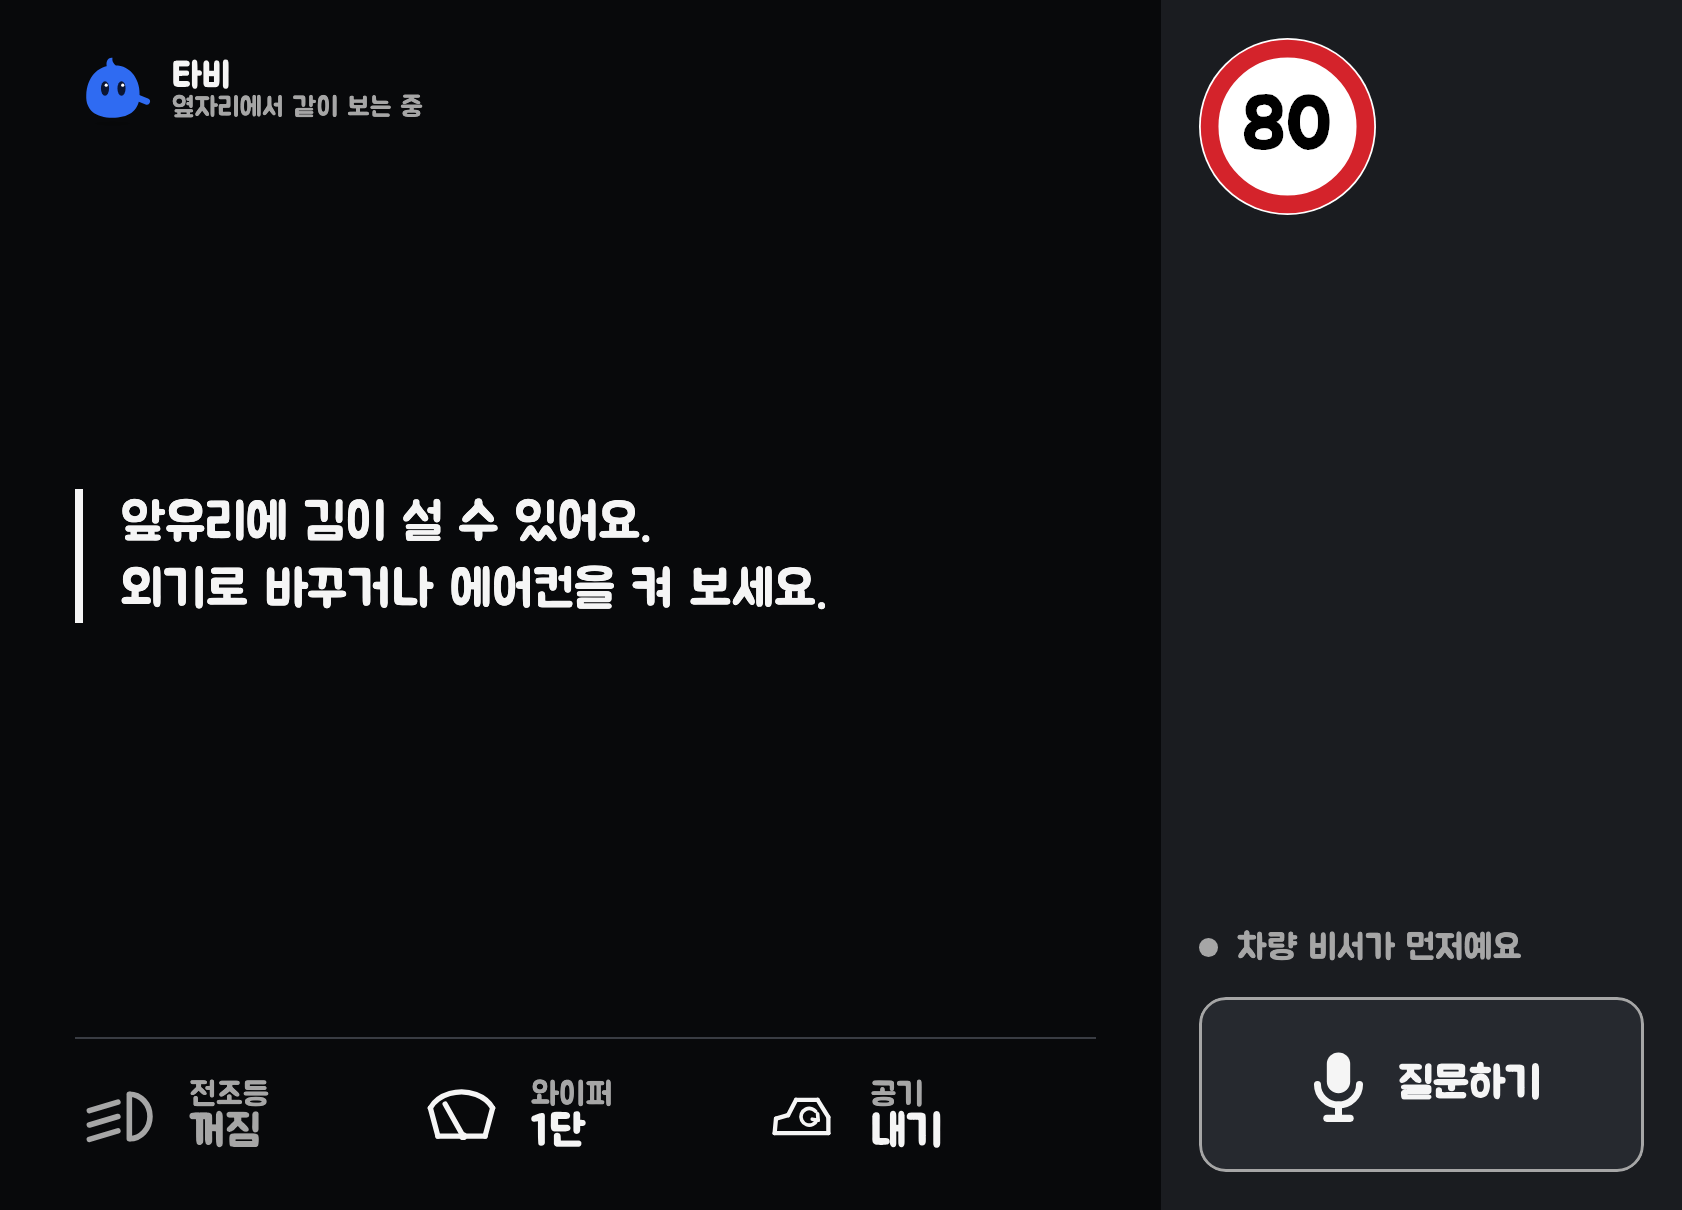 타비
옆자리에서 같이 보는 중
80
앞유리에 김이 설 수 있어요.
외기로 바꾸거나 에어컨을 켜 보세요.
차량 비서가 먼저예요
질문하기
전조등
꺼짐
와이퍼
1단
공기
내기